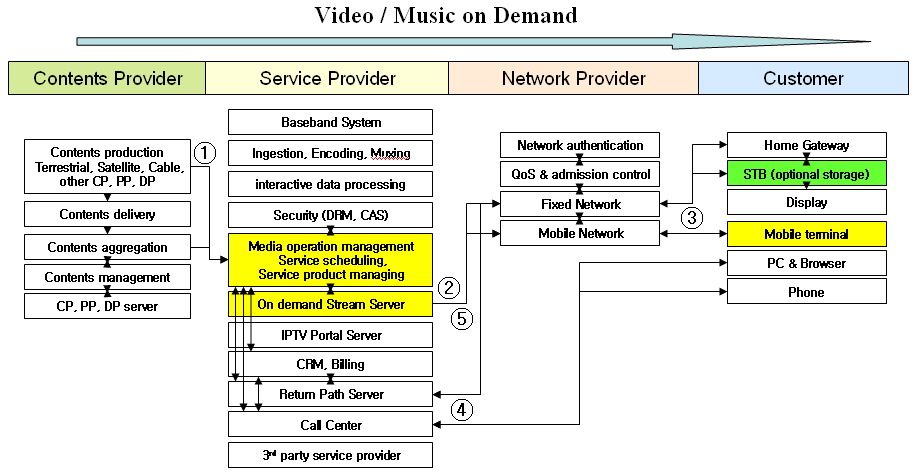 Video / Music on Demand
Contents Provider
Service Provider
Network Provider
Customer
Contents production
Terrestrial, Satellite, Cable,
other CP, PP, DP
Contents delivery
Contents aggregation
Contents management
CP, PP, DP server
①
Baseband System
Ingestion, Encoding, Muxing
interactive data processing
Security (DRM, CAS)
Media operation management
Service scheduling,
Service product managing
On demand Stream Server
IPTV Portal Server
CRM, Billing
Return Path Server
Call Center
3rd party service provider
②
⑤
④
Network authentication
QoS & admission control
Fixed Network
Mobile Network
③
Home Gateway
STB (optional storage)
Display
Mobile terminal
PC & Browser
Phone